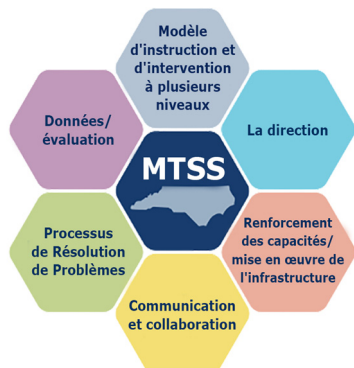 Modèle
d'instruction et
d'intervention
à plusieurs
niveaux
Données/
évaluation
La direction
MTSS
Processus
de Résolution
de Problèmes
Renforcement
des capacités/
mise en œuvre de
l'infrastructure
Communication
et collaboration